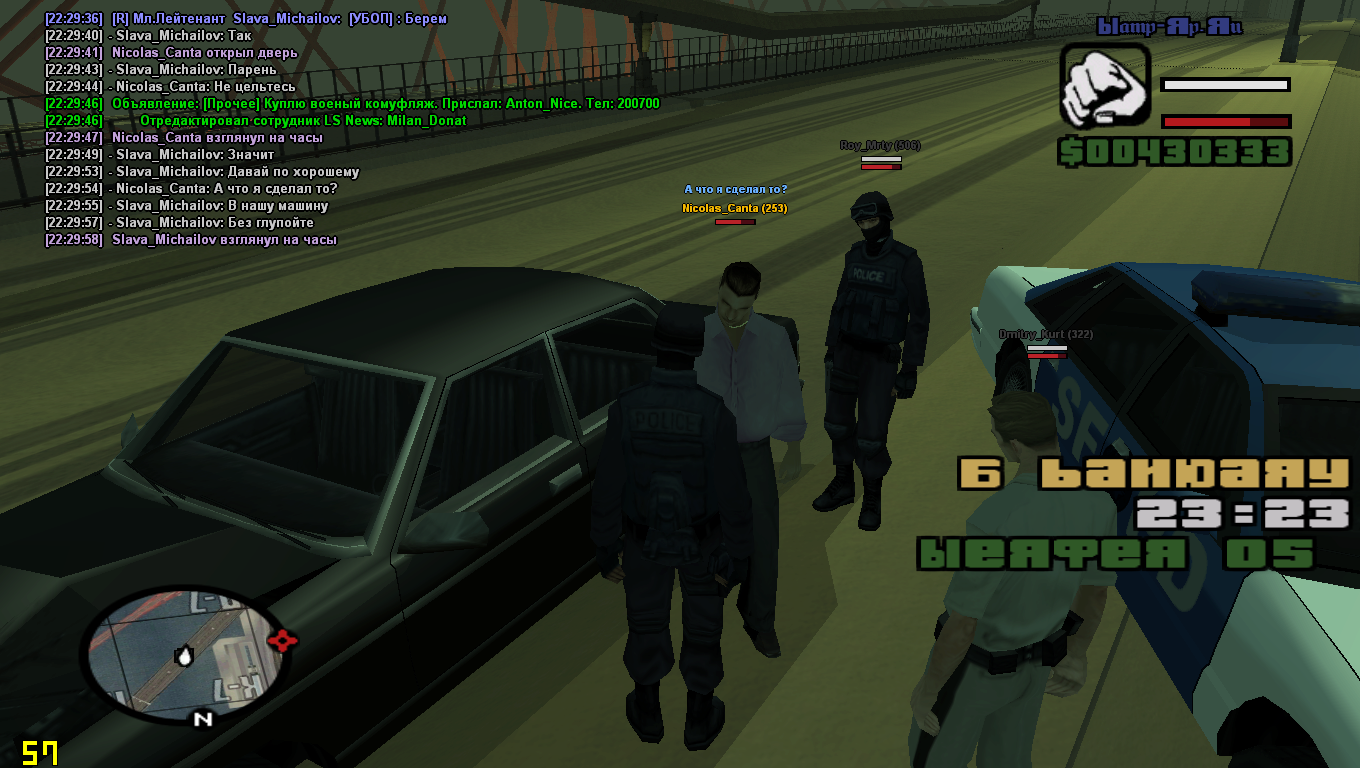 [22:29:36] [R] Мл.Лейтенант Slava_Michailov: [УБОП] : Берем
[22:29:40] - Slava_Michailov: Так
[22:29:41] Nicolas_Canta открыл дверь
[22:29:43] - Slava_Michailov: Парень
[22:29:44] - Nicolas_Canta: Не цельтесь
[22:29:46] Объявление: [Прочее] Куплю военый комуфляж. Прислал: Anton_Nice. Тел: 200700
[22:29:46] Отредактировал сотрудник LS News: Milan_Donat
[22:29:47] Nicolas_Canta взглянул на часы
[22:29:49] - Slava_Michailov: Значит
[22:29:53] - Slava_Michailov: Давай по хорошему
[22:29:54] - Nicolas_Canta: А что я сделал то?
[22:29:55] - Slava_Michailov: В нашу машину
[22:29:57] - Slava_Michailov: Без глупойте
[22:29:58] Slava_Michailov взглянул на часы
$00430333
Roy_Mrty (506)
А что я сделал то?
Nicolas_Canta (253)
POLICE
Dmitry_Kurt (322)
POLICE
23:23
05
N
57